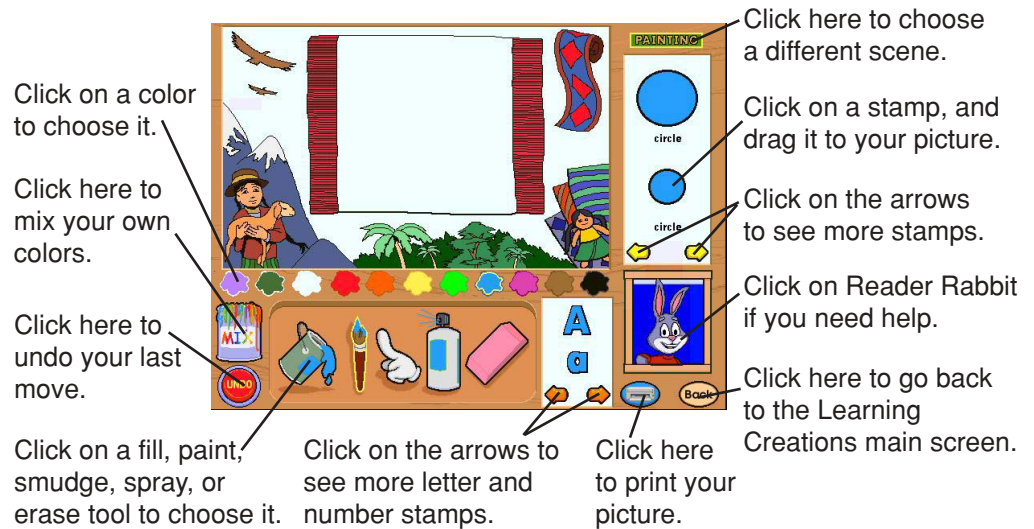 Click here to choose
a different scene.
PAINTING
Click on a color
to choose it.
circle
Click on a stamp, and
drag it to your picture.
Click here to
mix your own
colors.
circle
Click on the arrows
to see more stamps.
MIX
Click on Reader Rabbit
if you need help.
A
a
Click here to
undo your last
move.
UNDO
Back
Click here to go back
to the Learning
Creations main screen.
Click on a fill, paint,
smudge, spray, or
erase tool to choose it.
Click on the arrows to
see more letter and
number stamps.
Click here
to print your
picture.